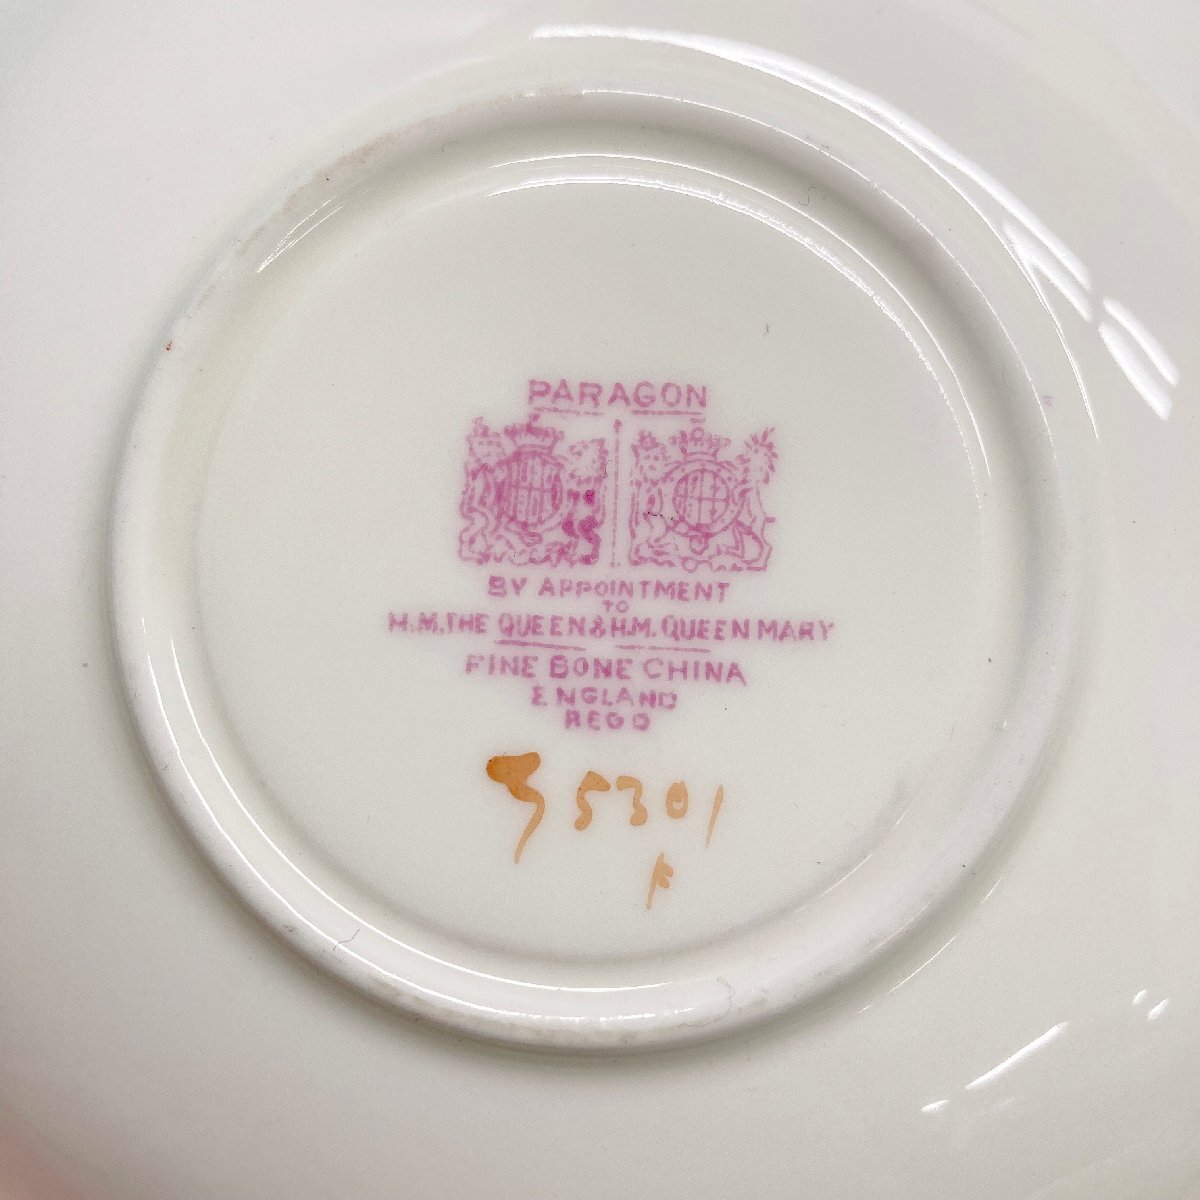 PARAGON
BY APPOINTMENT
TO
H.M. THE QUEEN & H.M. QUEEN MARY
FINE BONE CHINA
ENGLAND
REGD
35301
F